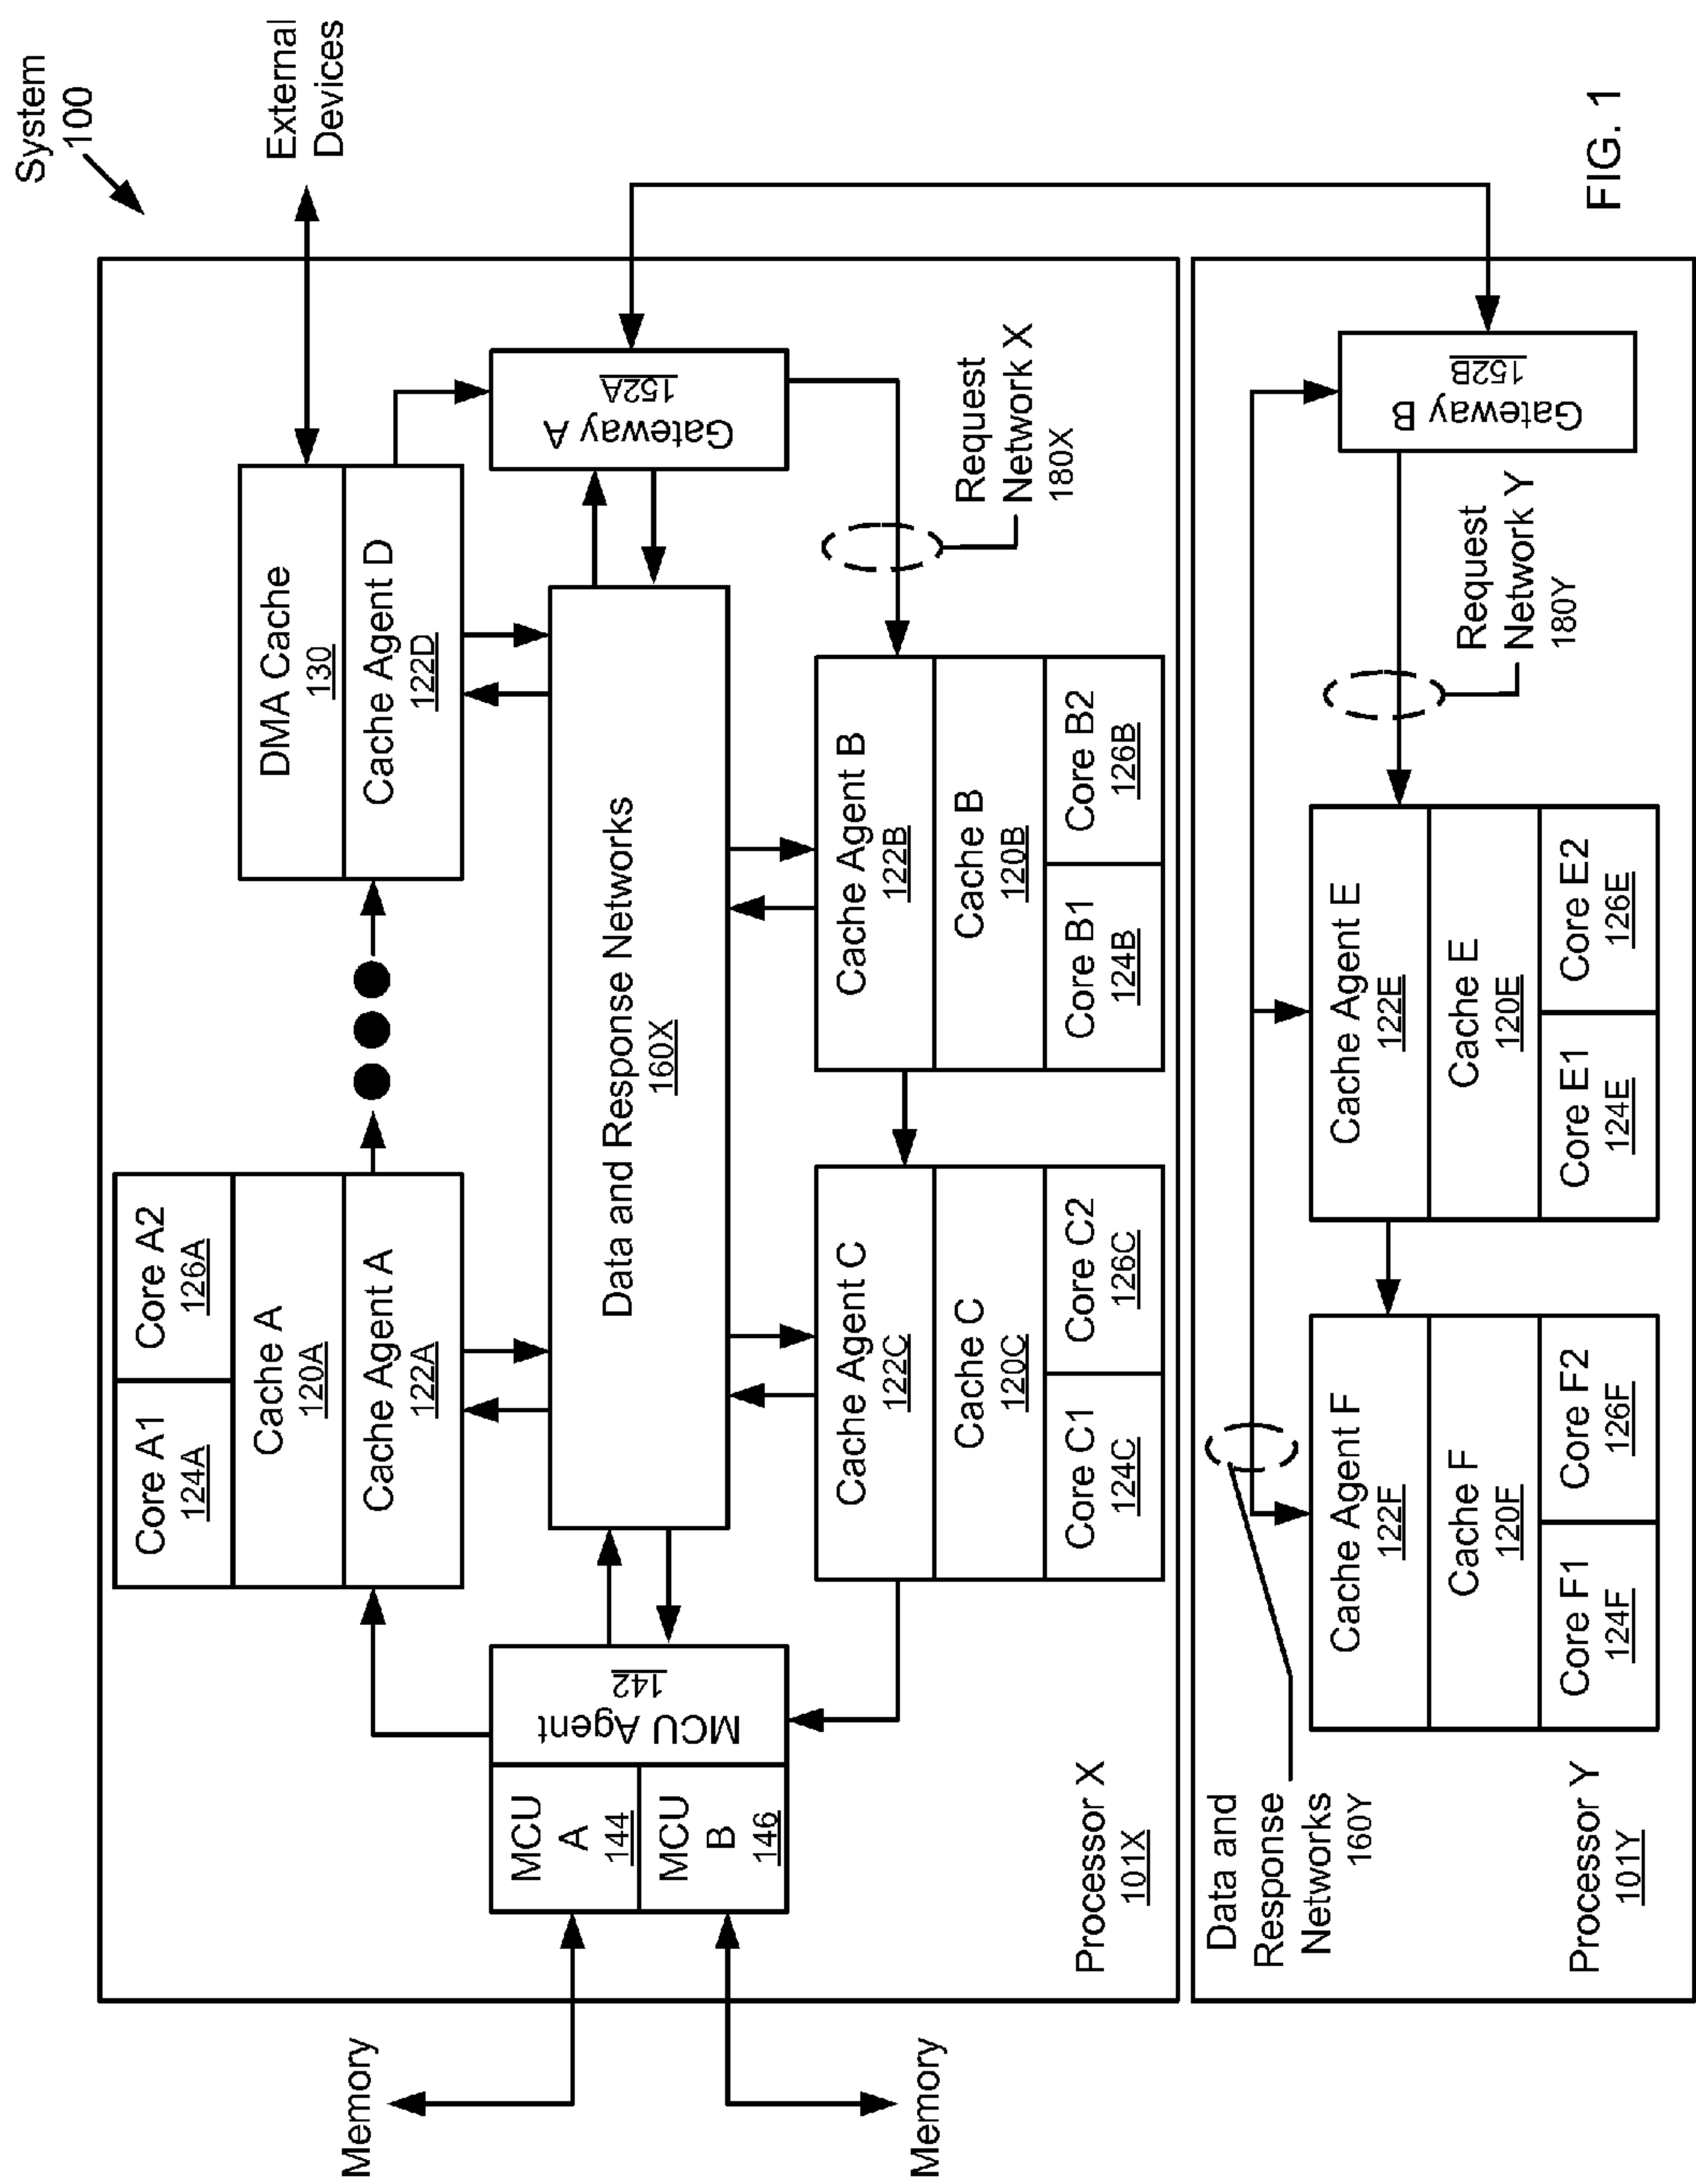 System
100
External
Devices
Core A1
124A
Core A2
126A
Cache A
120A
Cache Agent A
122A
DMA Cache
130
Cache Agent D
122D
Memory
MCU
A
144
MCU
B
146
MCU Agent
142
Data and Response Networks
160X
Gateway A
152A
Memory
Cache Agent C
122C
Cache C
120C
Core C1
124C
Core C2
126C
Cache Agent B
122B
Cache B
120B
Core B1
124B
Core B2
126B
Request
Network X
180X
Processor X
101X
Data and
Response
Networks
160Y
Cache Agent F
122F
Cache F
120F
Core F1
124F
Core F2
126F
Cache Agent E
122E
Cache E
120E
Core E1
124E
Core E2
126E
Request
Network Y
180Y
Gateway B
152B
Processor Y
101Y
FIG. 1